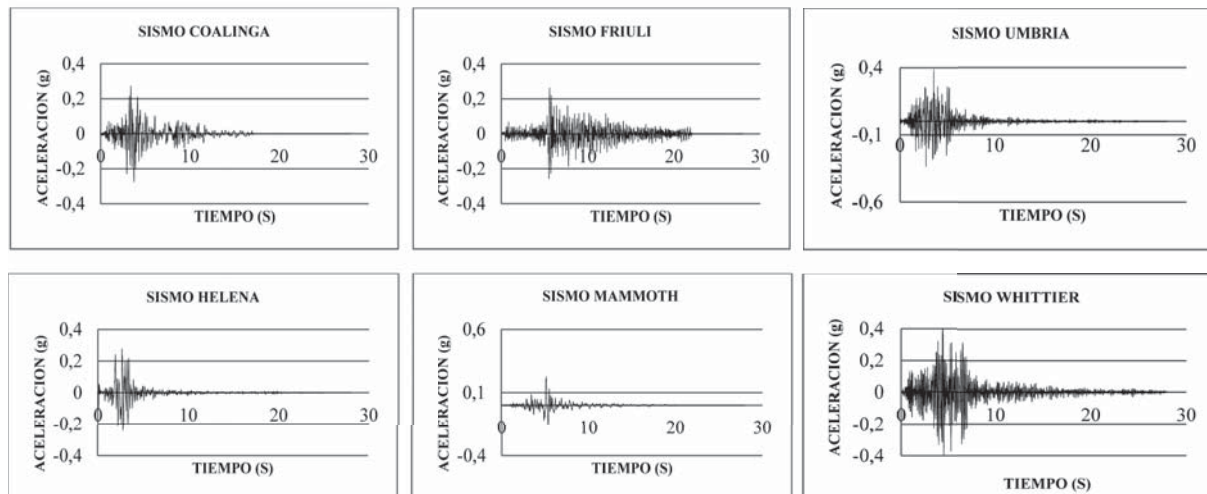 SISMO COALINGA
ACELERACION (g)
0,4
0,2
0
-0,2
-0,4
0 10 20 30
TIEMPO (S)
SISMO FRIULI
ACELERACION (g)
0,4
0,2
0
-0,2
-0,4
0 10 20 30
TIEMPO (S)
SISMO UMBRIA
ACELERACION (g)
0,4
-0,1
-0,6
0 10 20 30
TIEMPO (S)
SISMO HELENA
ACELERACION (g)
0,4
0,2
0
-0,2
-0,4
0 10 20 30
TIEMPO (S)
SISMO MAMMOTH
ACELERACION (g)
0,6
0,1
-0,4
0 10 20 30
TIEMPO (S)
SISMO WHITTIER
ACELERACION (g)
0,4
0,2
0
-0,2
-0,4
0 10 20 30
TIEMPO (S)